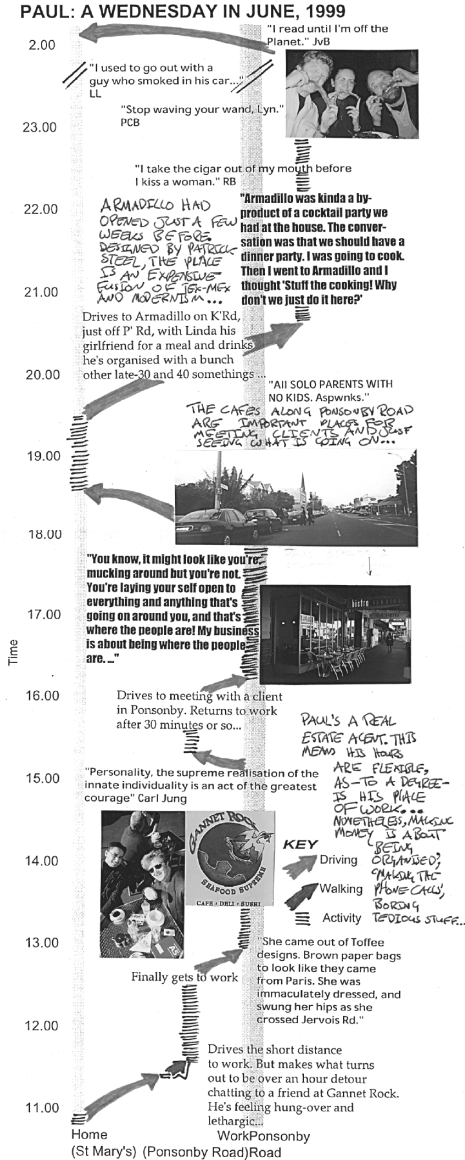 PAUL: A WEDNESDAY IN JUNE, 1999
"I read until I'm off the
Planet." JvB
2.00
"I used to go out with a
guy who smoked in his car..."
LL
"Stop waving your wand, Lyn."
PCB
23.00
"I take the cigar out of my mouth before
I kiss a woman." RB
22.00
ARMADILLO HAD
OPENED JUST A FEW
WEEKS BEFORE.
DESIGNED BY PATRICK
STEEL, THE PLACE
IS AN EXPENSIVE
FUSION OF TEX-MEX
AND MODERNISM...
"Armadillo was kinda a by-
product of a cocktail party we
had at the house. The conver-
sation was that we should have a
dinner party. I was going to cook.
Then I went to Armadillo and I
thought 'Stuff the cooking! Why
don't we just do it here?'
21.00
Drives to Armadillo on K'Rd,
just off P' Rd, with Linda his
girlfriend for a meal and drinks
he's organised with a bunch
other late-30 and 40 somethings ...
20.00
"All SOLO PARENTS WITH
NO KIDS. Aspwnks."
THE CAFES ALONG PONSONBY ROAD
ARE IMPORTANT PLACES FOR
MEETING CLIENTS AND JUST
SEEING WHAT IS GOING ON...
19.00
18.00
"You know, it might look like you're,
mucking around but you're not.
You're laying your self open to
everything and anything that's
going on around you, and that's
where the people are! My business
is about being where the people
are. ..."
bistro
17.00
Time
16.00
Drives to meeting with a client
in Ponsonby. Returns to work
after 30 minutes or so...
PAUL'S A REAL
ESTATE AGENT. THIS
MEANS HIS HOURS
ARE FLEXIBLE,
AS-TO A DEGREE-
IS HIS PLACE
OF WORK...
NONETHELESS, MAKING
MONEY IS ABOUT
BEING
ORGANISED',
'MAKING THE
PHONE CALLS',
BORING
TEDIOUS STUFF...
15.00
"Personality, the supreme realisation of the
innate individuality is an act of the greatest
courage" Carl Jung
GANNET ROCK
SEAFOOD SUPREME
CAFE • DELI • SUSHI
KEY
Driving
Walking
Activity
14.00
13.00
"She came out of Toffee
designs. Brown paper bags
to look like they came
from Paris. She was
immaculately dressed, and
swung her hips as she
crossed Jervois Rd."
Finally gets to work
12.00
Drives the short distance
to work. But makes what turns
out to be over an hour detour
chatting to a friend at Gannet Rock.
He's feeling hung-over and
lethargic...
11.00
Home
(St Mary's)
Work
(Ponsonby Road)
Ponsonby
Road